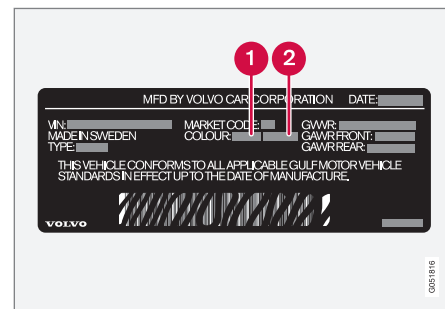 1 2
MFD BY VOLVO CAR CORPORATION DATE:
VIN: MARKET CODE: GVWR:
MADE IN SWEDEN COLOUR: GAWR FRONT:
TYPE: GAWR REAR:
THIS VEHICLE CONFORMS TO ALL APPLICABLE GULF MOTOR VEHICLE
STANDARDS IN EFFECT UP TO THE DATE OF MANUFACTURE.
VOLVO
G051816